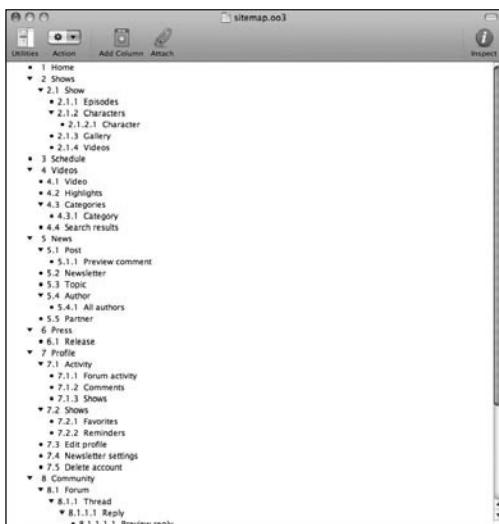 sitemap.oo3
Utilities Action Add Column Attach Inspect
1 Home
2 Shows
2.1 Show
2.1.1 Episodes
2.1.2 Characters
2.1.2.1 Character
2.1.3 Gallery
2.1.4 Videos
3 Schedule
4 Videos
4.1 Video
4.2 Highlights
4.3 Categories
4.3.1 Category
4.4 Search results
5 News
5.1 Post
5.1.1 Preview comment
5.2 Newsletter
5.3 Topic
5.4 Author
5.4.1 All authors
5.5 Partner
6 Press
6.1 Release
7 Profile
7.1 Activity
7.1.1 Forum activity
7.1.2 Comments
7.1.3 Shows
7.2 Shows
7.2.1 Favorites
7.2.2 Reminders
7.3 Edit profile
7.4 Newsletter settings
7.5 Delete account
8 Community
8.1 Forum
8.1.1 Thread
8.1.1.1 Reply
8.1.1.1.1 Preview reply